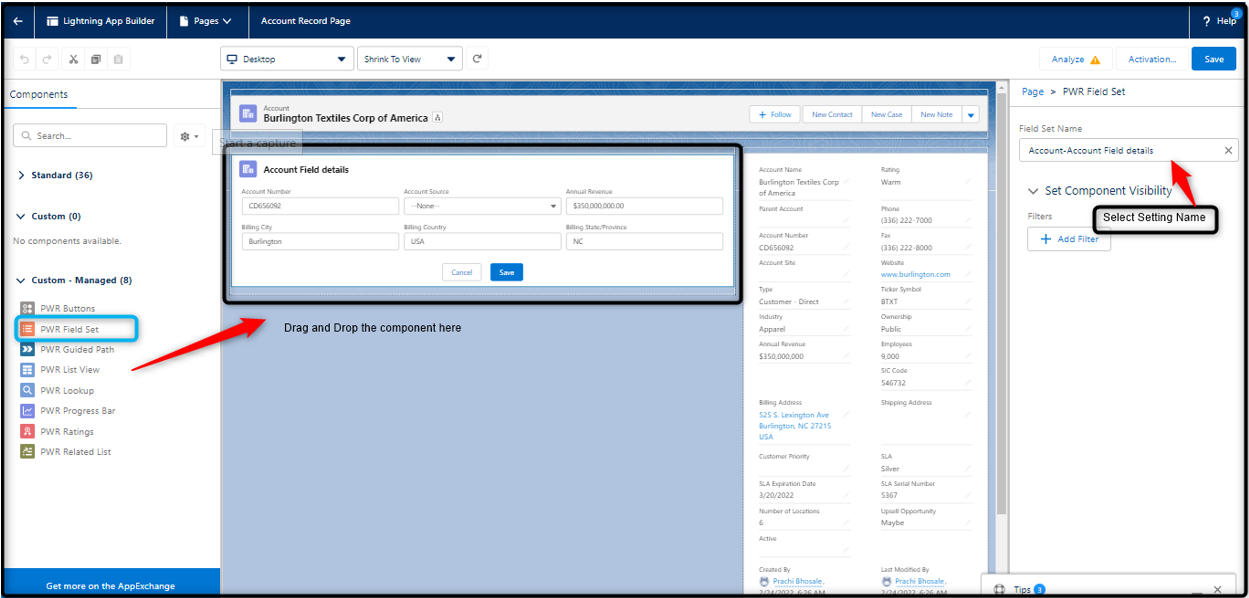 Lightning App Builder
Pages
Account Record Page
? Help
3
Desktop
Shrink To View
Analyze
Activation...
Save
Components
Search...
Standard (36)
Custom (0)
No components available.
Custom - Managed (8)
PWR Buttons
PWR Field Set
PWR Guided Path
PWR List View
PWR Lookup
PWR Progress Bar
PWR Ratings
PWR Related List
Get more on the AppExchange
Account
Burlington Textiles Corp of America
+ Follow
New Contact
New Case
New Note
Start a capture
Account Field details
Account Number
Account Source
Annual Revenue
CD656092
--None--
$350,000,000.00
Billing City
Billing Country
Billing State/Province
Burlington
USA
NC
Cancel
Save
Drag and Drop the component here
Account Name
Rating
Burlington Textiles Corp
of America
Warm
Parent Account
Phone
(336) 222-7000
Account Number
Fax
CD656092
(336) 222-8000
Account Site
Website
www.burlington.com
Type
Ticker Symbol
Customer - Direct
BTXT
Industry
Ownership
Apparel
Public
Annual Revenue
Employees
$350,000,000
9,000
SIC Code
546732
Billing Address
Shipping Address
525 S. Lexington Ave
Burlington, NC 27215
USA
Customer Priority
SLA
Silver
SLA Expiration Date
SLA Serial Number
3/20/2022
5367
Number of Locations
Upsell Opportunity
6
Maybe
Active
Created By
Last Modified By
Prachi Bhosale,
Prachi Bhosale,
2/24/2022, 6:26 AM
2/24/2022, 6:26 AM
Page > PWR Field Set
Field Set Name
Account-Account Field details
Set Component Visibility
Filters
Select Setting Name
+ Add Filter
Tips 3